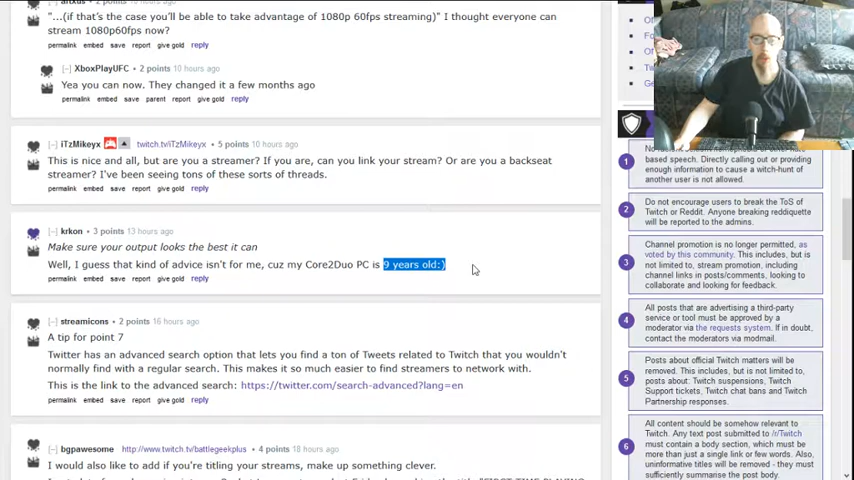 "...(if that's the case you'll be able to take advantage of 1080p 60fps streaming)" I thought everyone can
stream 1080p60fps now?
permalink embed save report give gold reply
[-] XboxPlayUFC • 2 points 10 hours ago
Yea you can now. They changed it a few months ago
permalink embed save parent report give gold reply
[-] iTzMikeyx twitch.tv/iTzMikeyx • 5 points 10 hours ago
This is nice and all, but are you a streamer? If you are, can you link your stream? Or are you a backseat
streamer? I've been seeing tons of these sorts of threads.
permalink embed save report give gold reply
[-] krkon • 3 points 13 hours ago
Make sure your output looks the best it can
Well, I guess that kind of advice isn't for me, cuz my Core2Duo PC is 9 years old:)
permalink embed save report give gold reply
[-] streamicons • 2 points 16 hours ago
A tip for point 7
Twitter has an advanced search option that lets you find a ton of Tweets related to Twitch that you wouldn't
normally find with a regular search. This makes it so much easier to find streamers to network with.
This is the link to the advanced search: https://twitter.com/search-advanced?lang=en
permalink embed save report give gold reply
[-] bgpawesome http://www.twitch.tv/battlegeekplus • 4 points 18 hours ago
I would also like to add if you're titling your streams, make up something clever.
1
based speech. Directly calling out or providing
enough information to cause a witch-hunt of
another user is not allowed.
2
Do not encourage users to break the ToS of
Twitch or Reddit. Anyone breaking reddiquette
will be reported to the admins.
3
Channel promotion is no longer permitted, as
voted by this community. This includes, but is
not limited to, stream promotion, including
channel links in posts/comments, looking to
collaborate and looking for feedback.
4
All posts that are advertising a third-party
service or tool must be approved by a
moderator via the requests system. If in doubt,
contact the moderators via modmail.
5
Posts about official Twitch matters will be
removed. This includes, but is not limited to,
posts about: Twitch suspensions, Twitch
Support tickets, Twitch chat bans and Twitch
Partnership responses.
6
All content should be somehow relevant to
Twitch. Any text post submitted to /r/Twitch
must contain a body section, which must be
more than just a single link or few words. Also,
uninformative titles will be removed - they must
sufficiently summarise the post body.